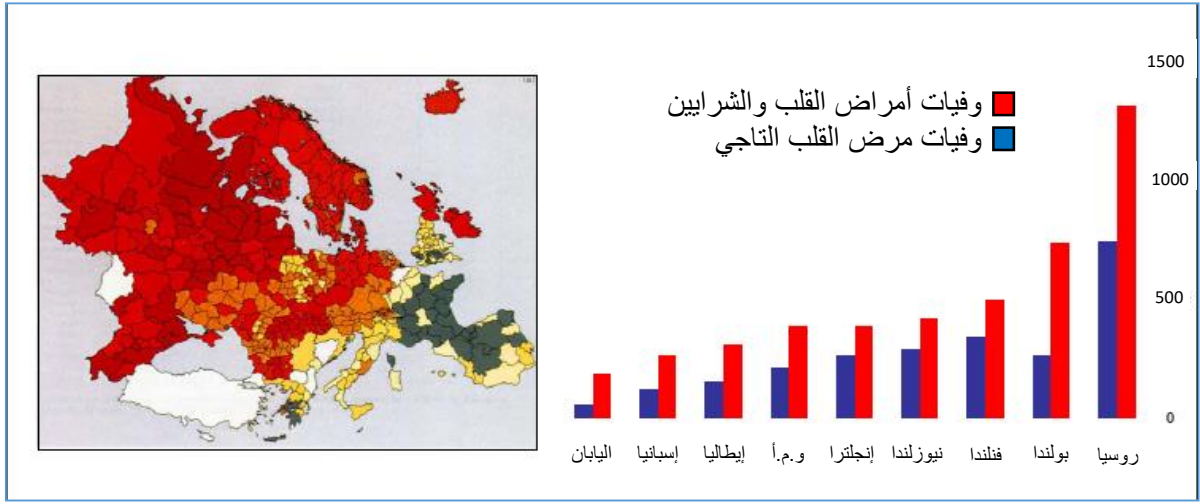 1500
وفيات أمراض القلب والشرايين
وفيات مرض القلب التاجي
1000
500
0
روسيا
بولندا
فنلندا
نيوزلندا
إنجلترا
و.م.أ
إيطاليا
إسبانيا
اليابان